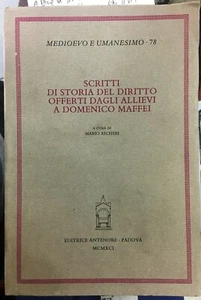 MEDIOEVO E UMANESIMO · 78
SCRITTI
DI STORIA DEL DIRITTO
OFFERTI DAGLI ALLIEVI
A DOMENICO MAFFEI
A CURA DI
MARIO ASCHERI
EDITRICE ANTENORE · PADOVA
MCMXCI